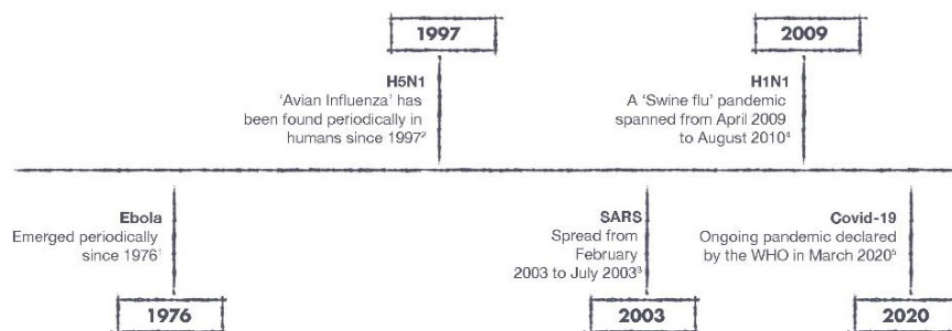 1997
2009
H5N1
'Avian Influenza' has
been found periodically in
humans since 1997²
H1N1
A 'Swine flu' pandemic
spanned from April 2009
to August 2010⁴
Ebola
Emerged periodically
since 1976¹
SARS
Spread from
February
2003 to July 2003³
Covid-19
Ongoing pandemic declared
by the WHO in March 2020⁵
1976
2003
2020